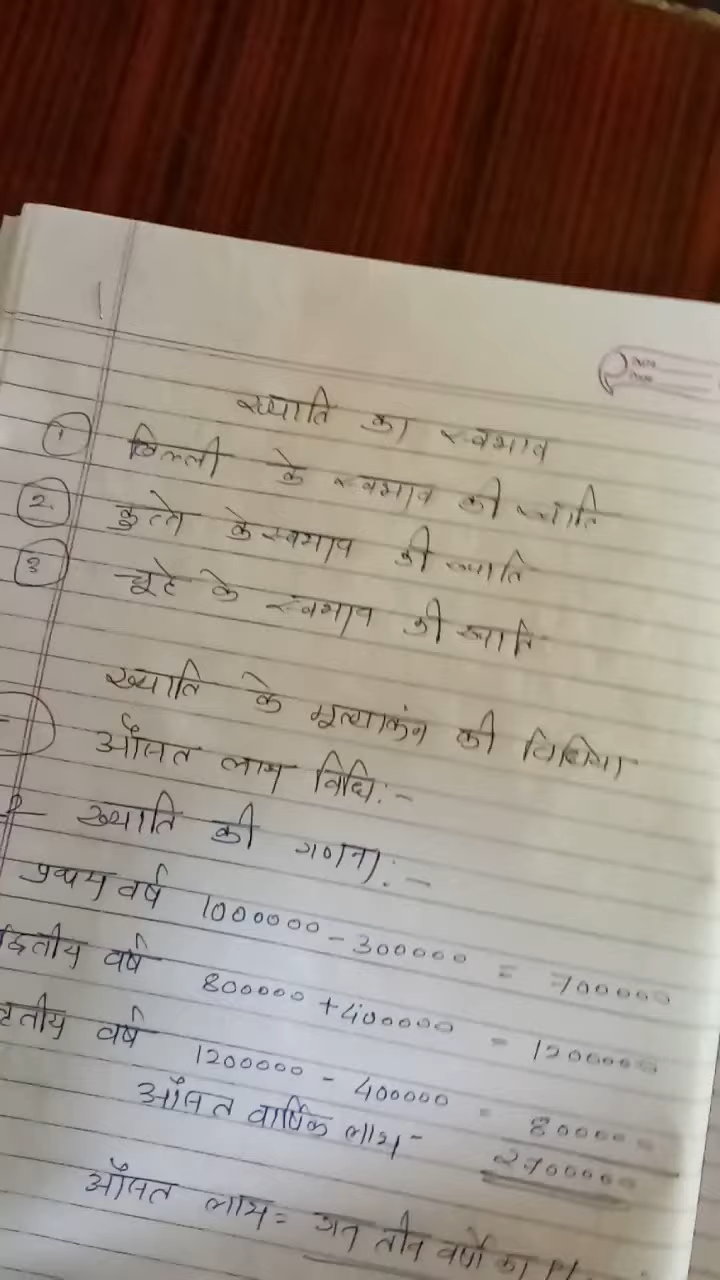 1
ख्याति का स्वभाव
1. बिल्ली के स्वभाव की ख्याति
2. कुत्ते के स्वभाव की ख्याति
3 चूहे के स्वभाव की ख्याति
ख्याति के मूल्याकंन की विधिया
औसत लाभ विधि :-
ख्याति की गणना :-
प्रथम वर्ष 1000000 - 300000 = 700000
द्वितीय वर्ष 800000 + 400000 = 1200000
तृतीय वर्ष 1200000 - 400000 = 800000
औसत वार्षिक लाभ - 2700000
औसत लाभ = गत तीन वर्षो का